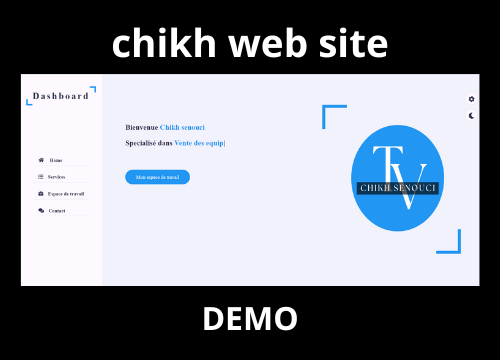 chikh web site
Dashboard
Home
Services
Espace de travail
Contact
Bienvenue Chikh senouci
Specialisé dans Vente des equip|
Mon espace de travail
TV
CHIKH SENOUCI
DEMO